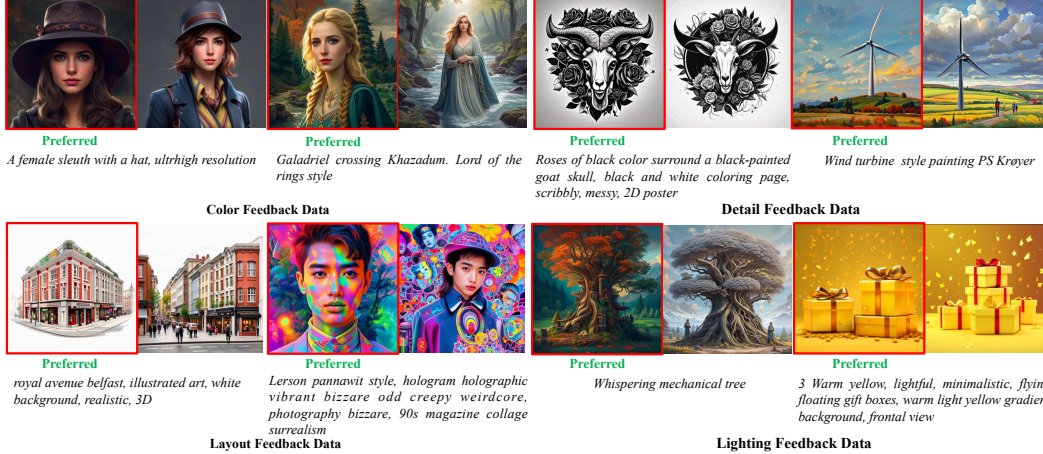 Preferred
Preferred
Preferred
Preferred
A female sleuth with a hat, ultrhigh resolution
Galadriel crossing Khazadum. Lord of the
rings style
Roses of black color surround a black-painted
goat skull, black and white coloring page,
scribbly, messy, 2D poster
Wind turbine style painting PS Krøyer
Color Feedback Data
Detail Feedback Data
Preferred
Preferred
Preferred
Preferred
royal avenue belfast, illustrated art, white
background, realistic, 3D
Lerson pannawit style, hologram holographic
vibrant bizzare odd creepy weirdcore,
photography bizzare, 90s magazine collage
surrealism
Whispering mechanical tree
3 Warm yellow, lightful, minimalistic, flyin
floating gift boxes, warm light yellow gradien
background, frontal view
Layout Feedback Data
Lighting Feedback Data